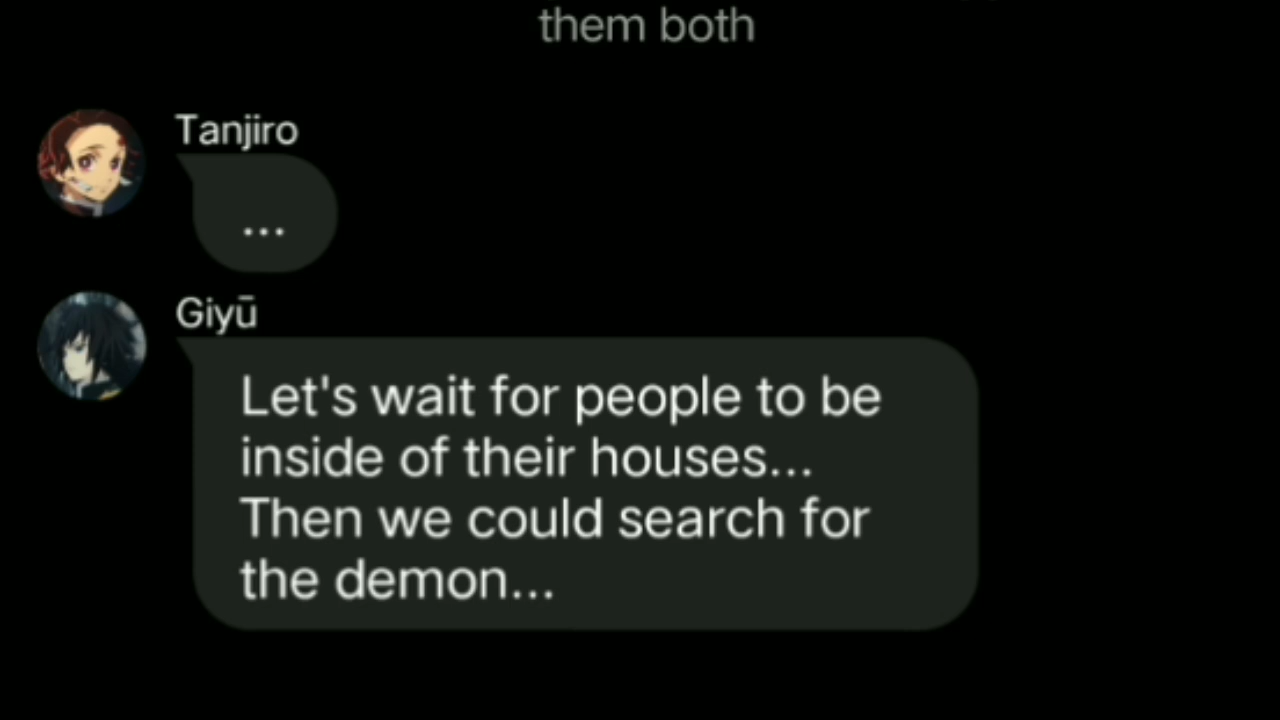 them both
Tanjiro
...
Giyū
Let's wait for people to be
inside of their houses...
Then we could search for
the demon...